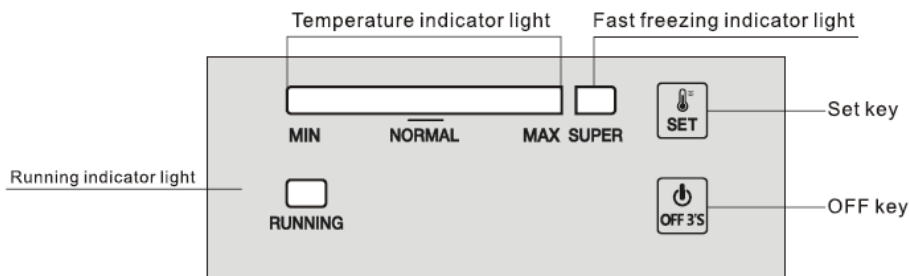 Temperature indicator light
Fast freezing indicator light
MIN
NORMAL
MAX
SUPER
SET
Set key
Running indicator light
RUNNING
OFF 3'S
OFF key